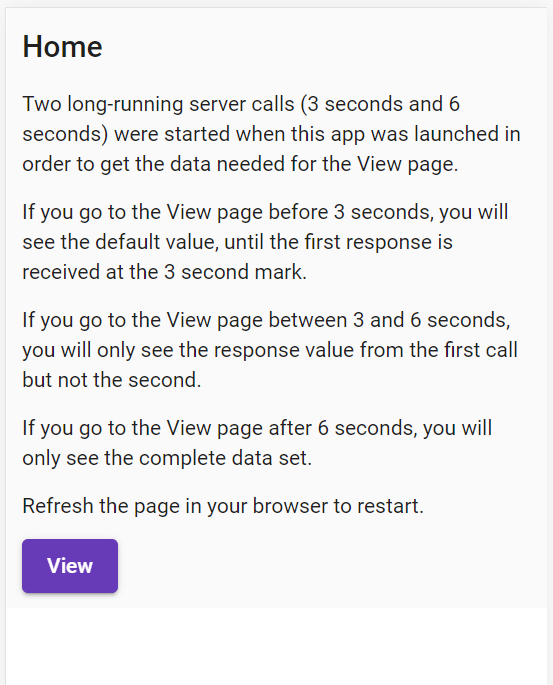 Home
Two long-running server calls (3 seconds and 6
seconds) were started when this app was launched in
order to get the data needed for the View page.
If you go to the View page before 3 seconds, you will
see the default value, until the first response is
received at the 3 second mark.
If you go to the View page between 3 and 6 seconds,
you will only see the response value from the first call
but not the second.
If you go to the View page after 6 seconds, you will
only see the complete data set.
Refresh the page in your browser to restart.
View